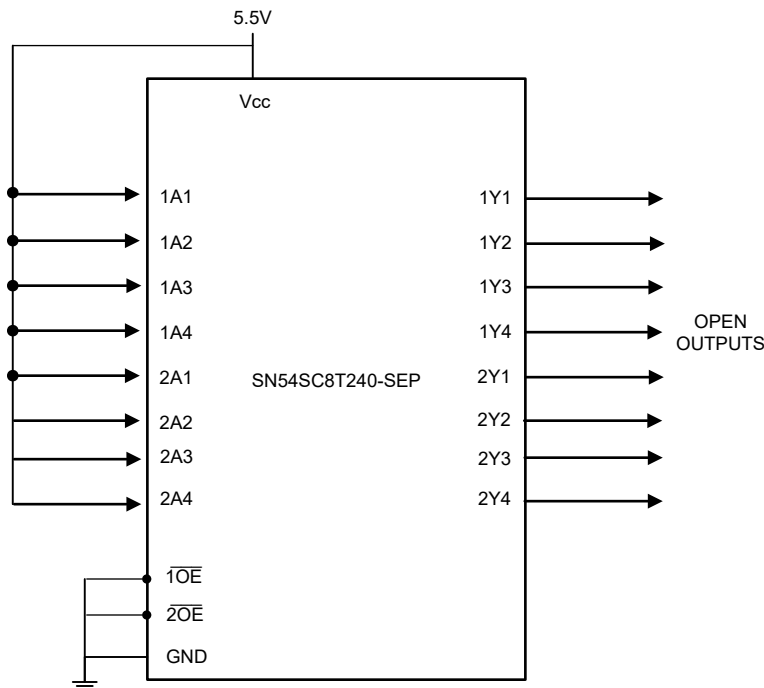 5.5V
Vcc
1A1
1Y1
1A2
1Y2
1A3
1Y3
1A4
1Y4
OPEN
OUTPUTS
2A1
SN54SC8T240-SEP
2Y1
2A2
2Y2
2A3
2Y3
2A4
2Y4
1OE
2OE
GND